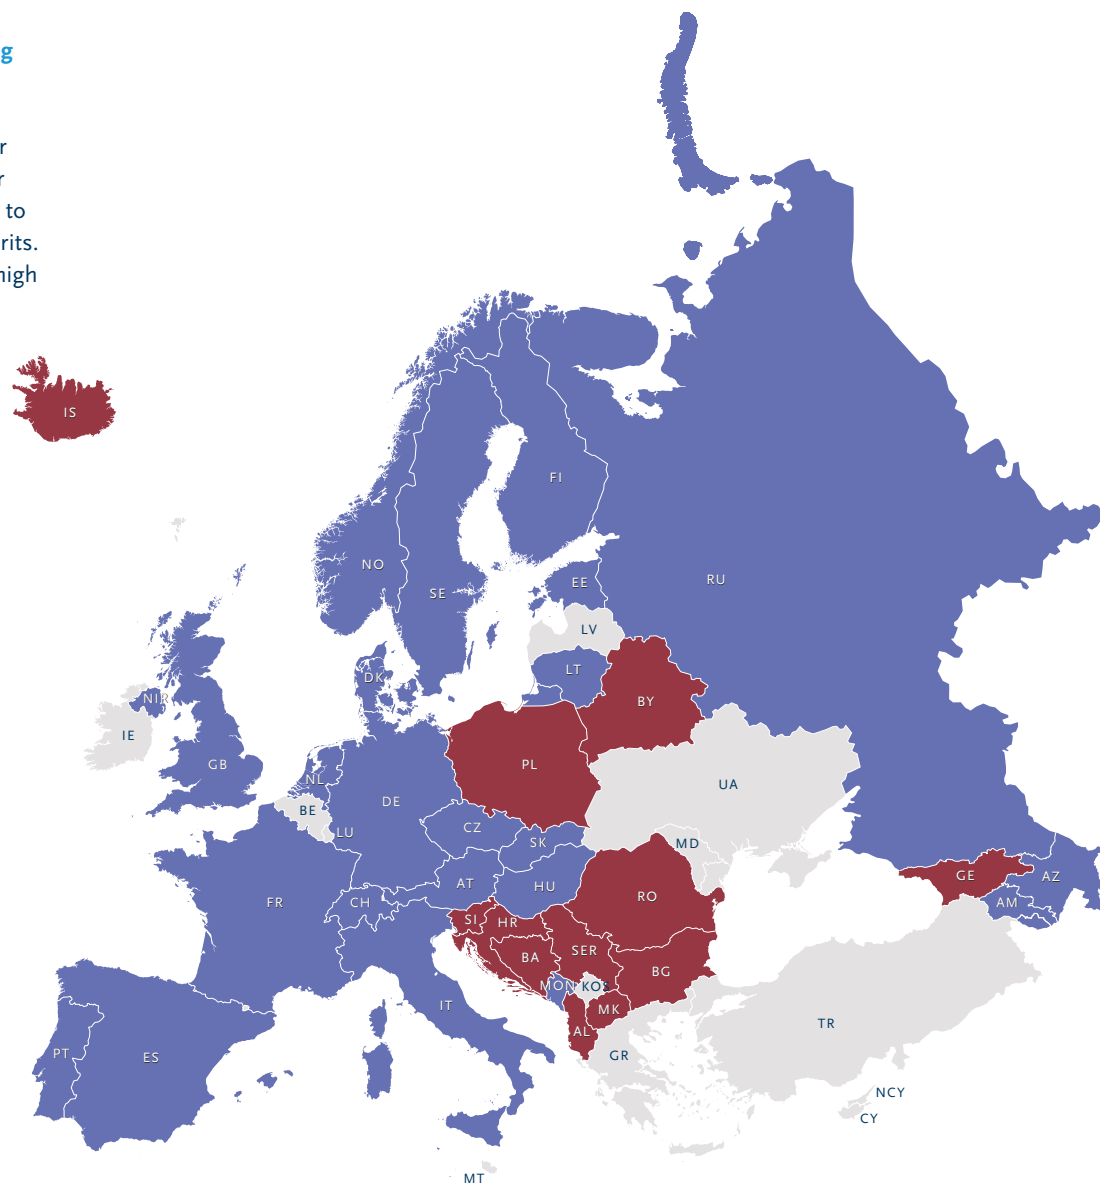 g
r
r
to
rits.
high
IS
FI
NO
SE
EE
RU
LV
LT
DK
BY
NIR
IE
GB
NL
PL
UA
BE
DE
LU
CZ
SK
MD
AT
HU
FR
CH
RO
GE
AZ
AM
SI
HR
BA
SER
BG
MON
KOS
IT
MK
AL
GR
TR
PT
ES
NCY
CY
MT